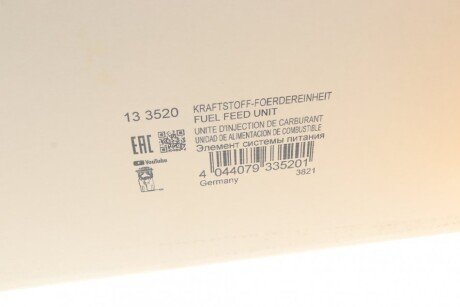 13 3520
KRAFTSTOFF-FOERDEREINHEIT
FUEL FEED UNIT
UNITE D'INJECTION DE CARBURANT
UNIDAD DE ALIMENTACION DE COMBUSTIBLE
Элемент системы питания
EAC
YouTube
4 044079 335201
Germany
3821